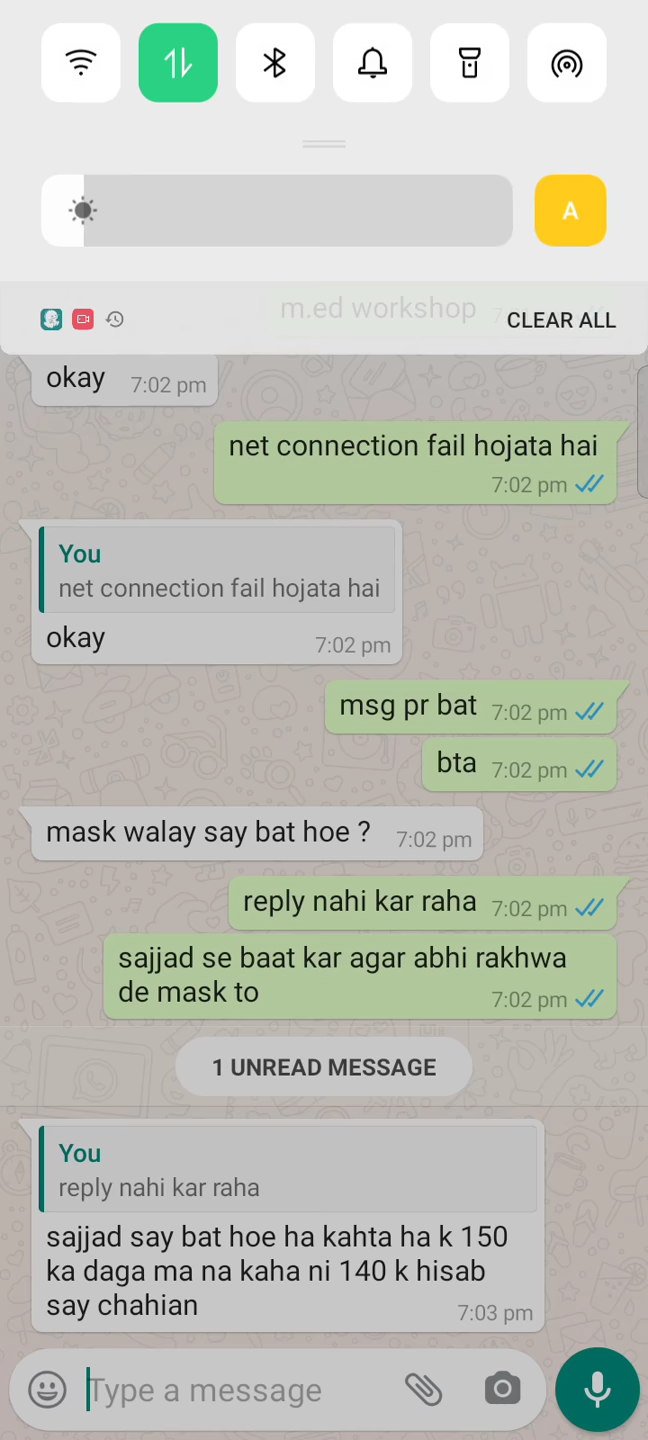 A
m.ed workshop
CLEAR ALL
okay 7:02 pm
net connection fail hojata hai
7:02 pm
You
net connection fail hojata hai
okay 7:02 pm
msg pr bat 7:02 pm
bta 7:02 pm
mask walay say bat hoe ? 7:02 pm
reply nahi kar raha 7:02 pm
sajjad se baat kar agar abhi rakhwa
de mask to 7:02 pm
1 UNREAD MESSAGE
You
reply nahi kar raha
sajjad say bat hoe ha kahta ha k 150
ka daga ma na kaha ni 140 k hisab
say chahian 7:03 pm
Type a message